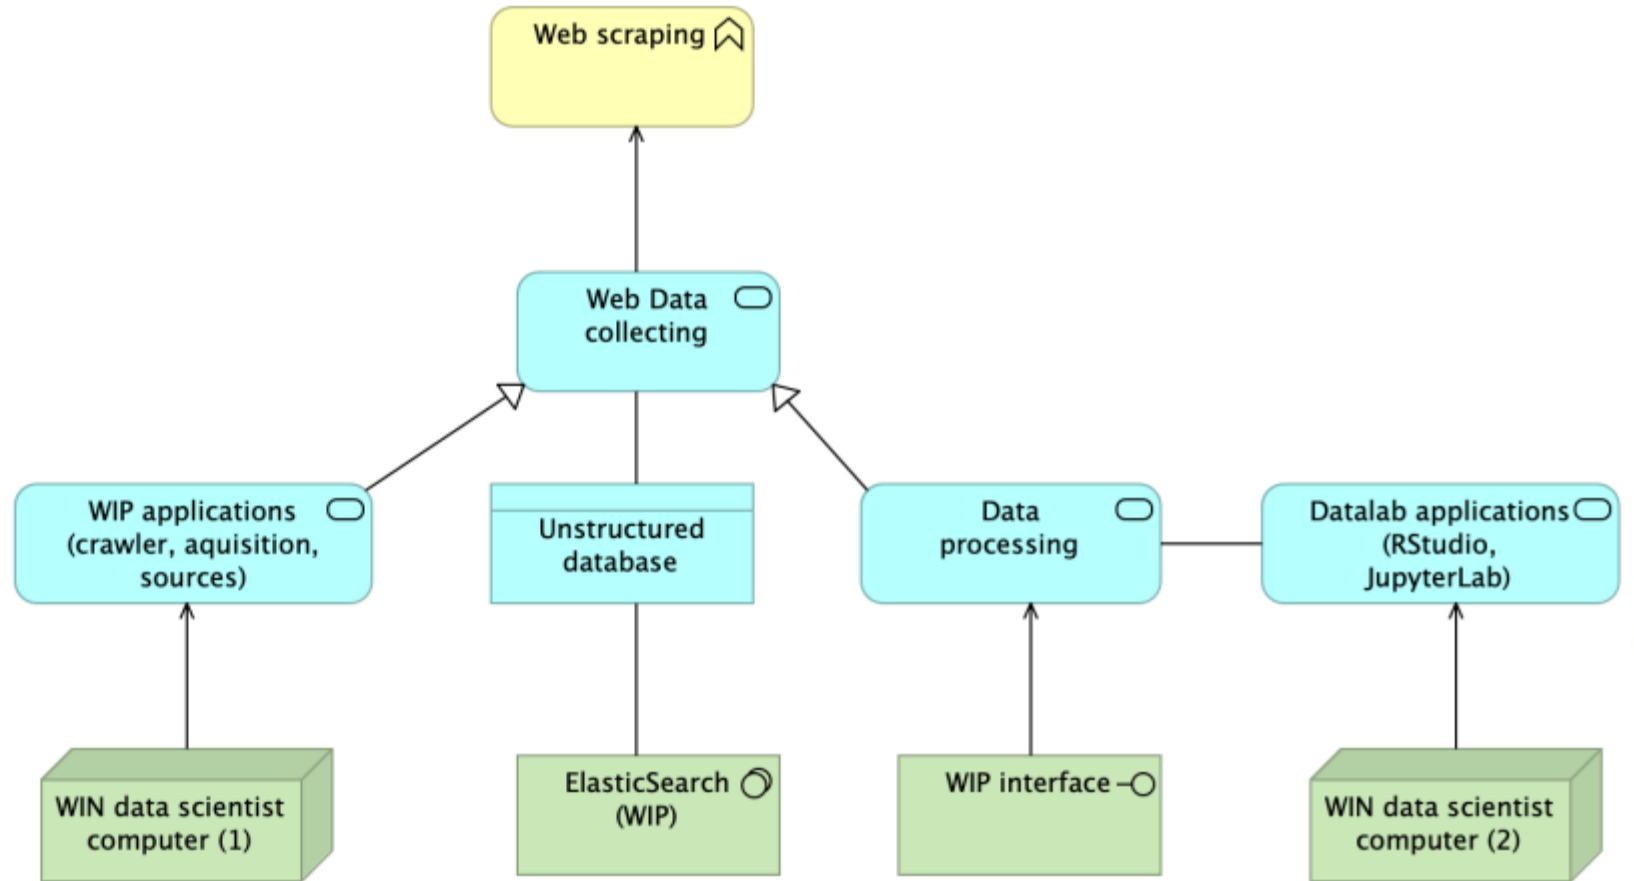 Web scraping
Web Data
collecting
WIP applications
(crawler, aquisition,
sources)
Unstructured
database
Data
processing
Datalab applications
(RStudio,
JupyterLab)
WIN data scientist
computer (1)
ElasticSearch
(WIP)
WIP interface
WIN data scientist
computer (2)